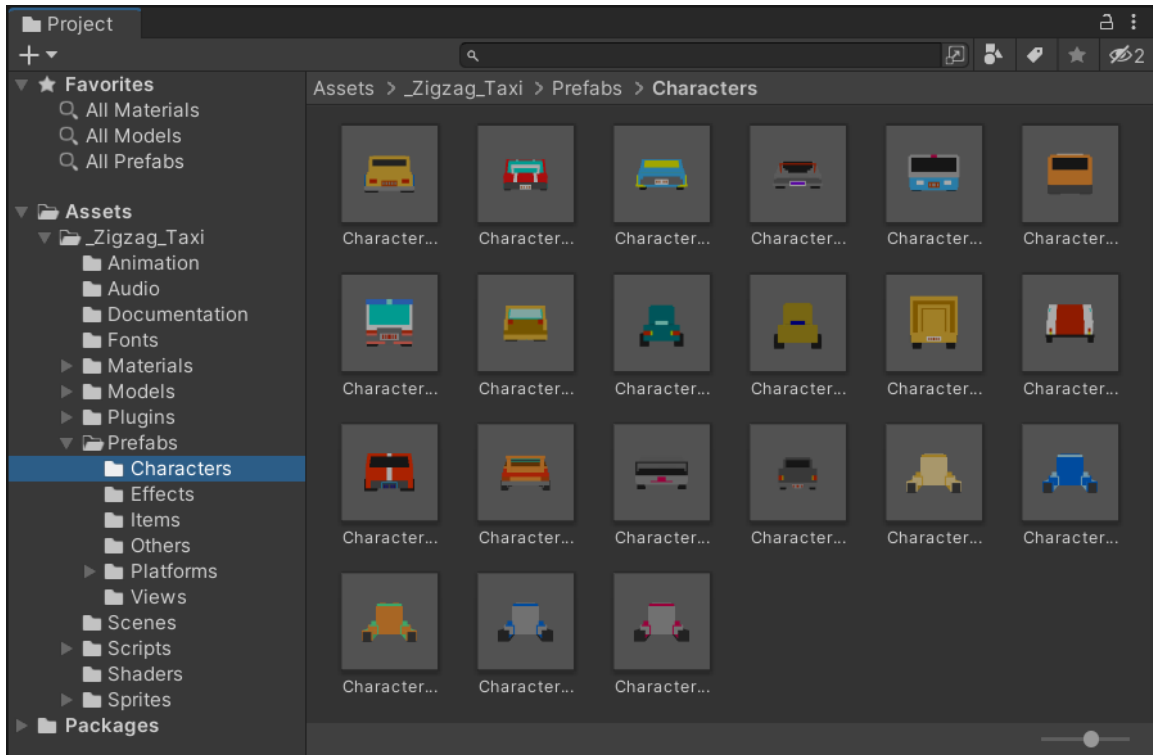 Project
2
Favorites
All Materials
All Models
All Prefabs
Assets
_Zigzag_Taxi
Animation
Audio
Documentation
Fonts
Materials
Models
Plugins
Prefabs
Characters
Effects
Items
Others
Platforms
Views
Scenes
Scripts
Shaders
Sprites
Packages
Assets > _Zigzag_Taxi > Prefabs > Characters
Character... Character... Character... Character... Character... Character...
Character... Character... Character... Character... Character... Character...
Character... Character... Character... Character... Character... Character...
Character... Character... Character...